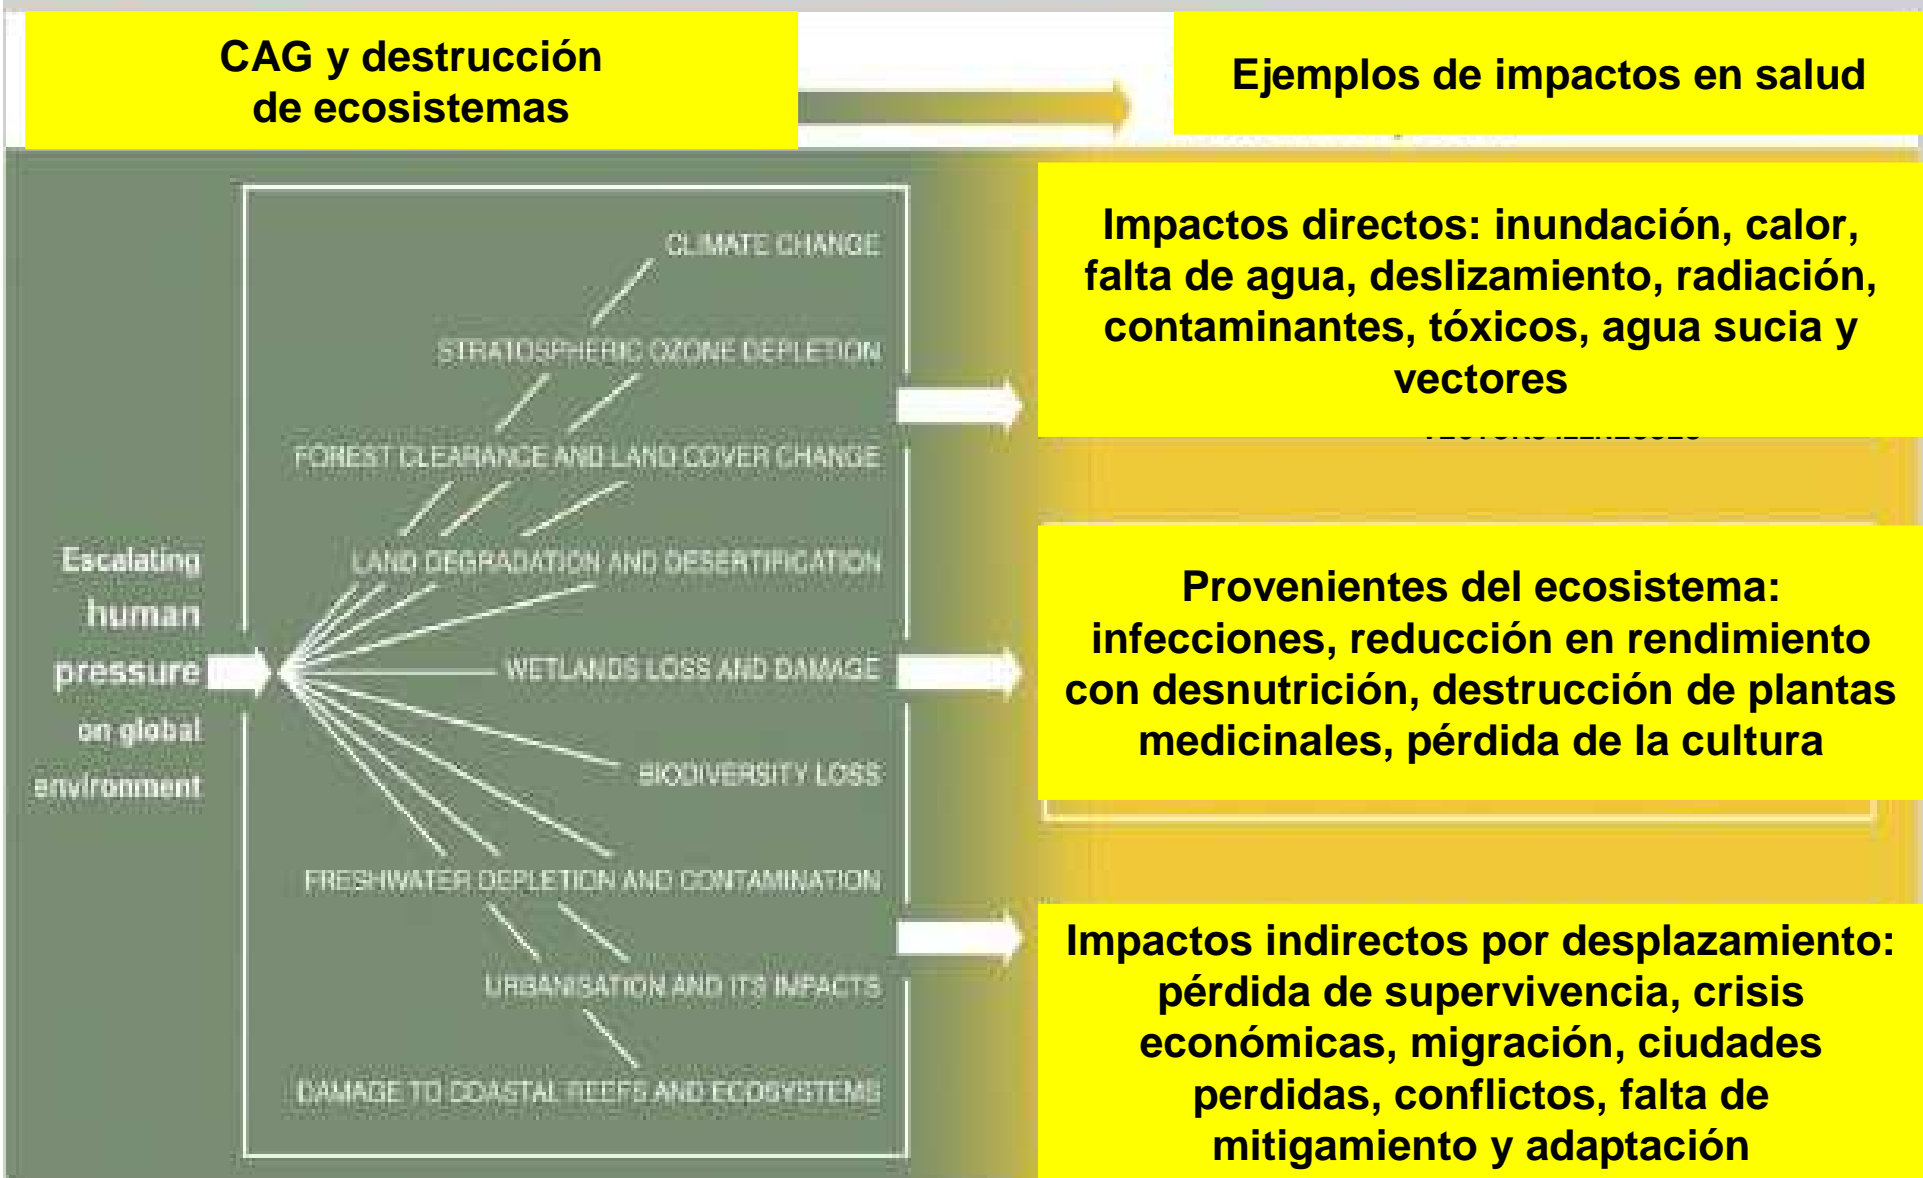 CAG y destrucción
de ecosistemas
Ejemplos de impactos en salud
Escalating
human
pressure
on global
environment
CLIMATE CHANGE
STRATOSPHERIC OZONE DEPLETION
FOREST CLEARANCE AND LAND COVER CHANGE
LAND DEGRADATION AND DESERTIFICATION
WETLANDS LOSS AND DAMAGE
BIODIVERSITY LOSS
FRESHWATER DEPLETION AND CONTAMINATION
URBANISATION AND ITS IMPACTS
DAMAGE TO COASTAL REEFS AND ECOSYSTEMS
Impactos directos: inundación, calor,
falta de agua, deslizamiento, radiación,
contaminantes, tóxicos, agua sucia y
vectores
Provenientes del ecosistema:
infecciones, reducción en rendimiento
con desnutrición, destrucción de plantas
medicinales, pérdida de la cultura
Impactos indirectos por desplazamiento:
pérdida de supervivencia, crisis
económicas, migración, ciudades
perdidas, conflictos, falta de
mitigamiento y adaptación